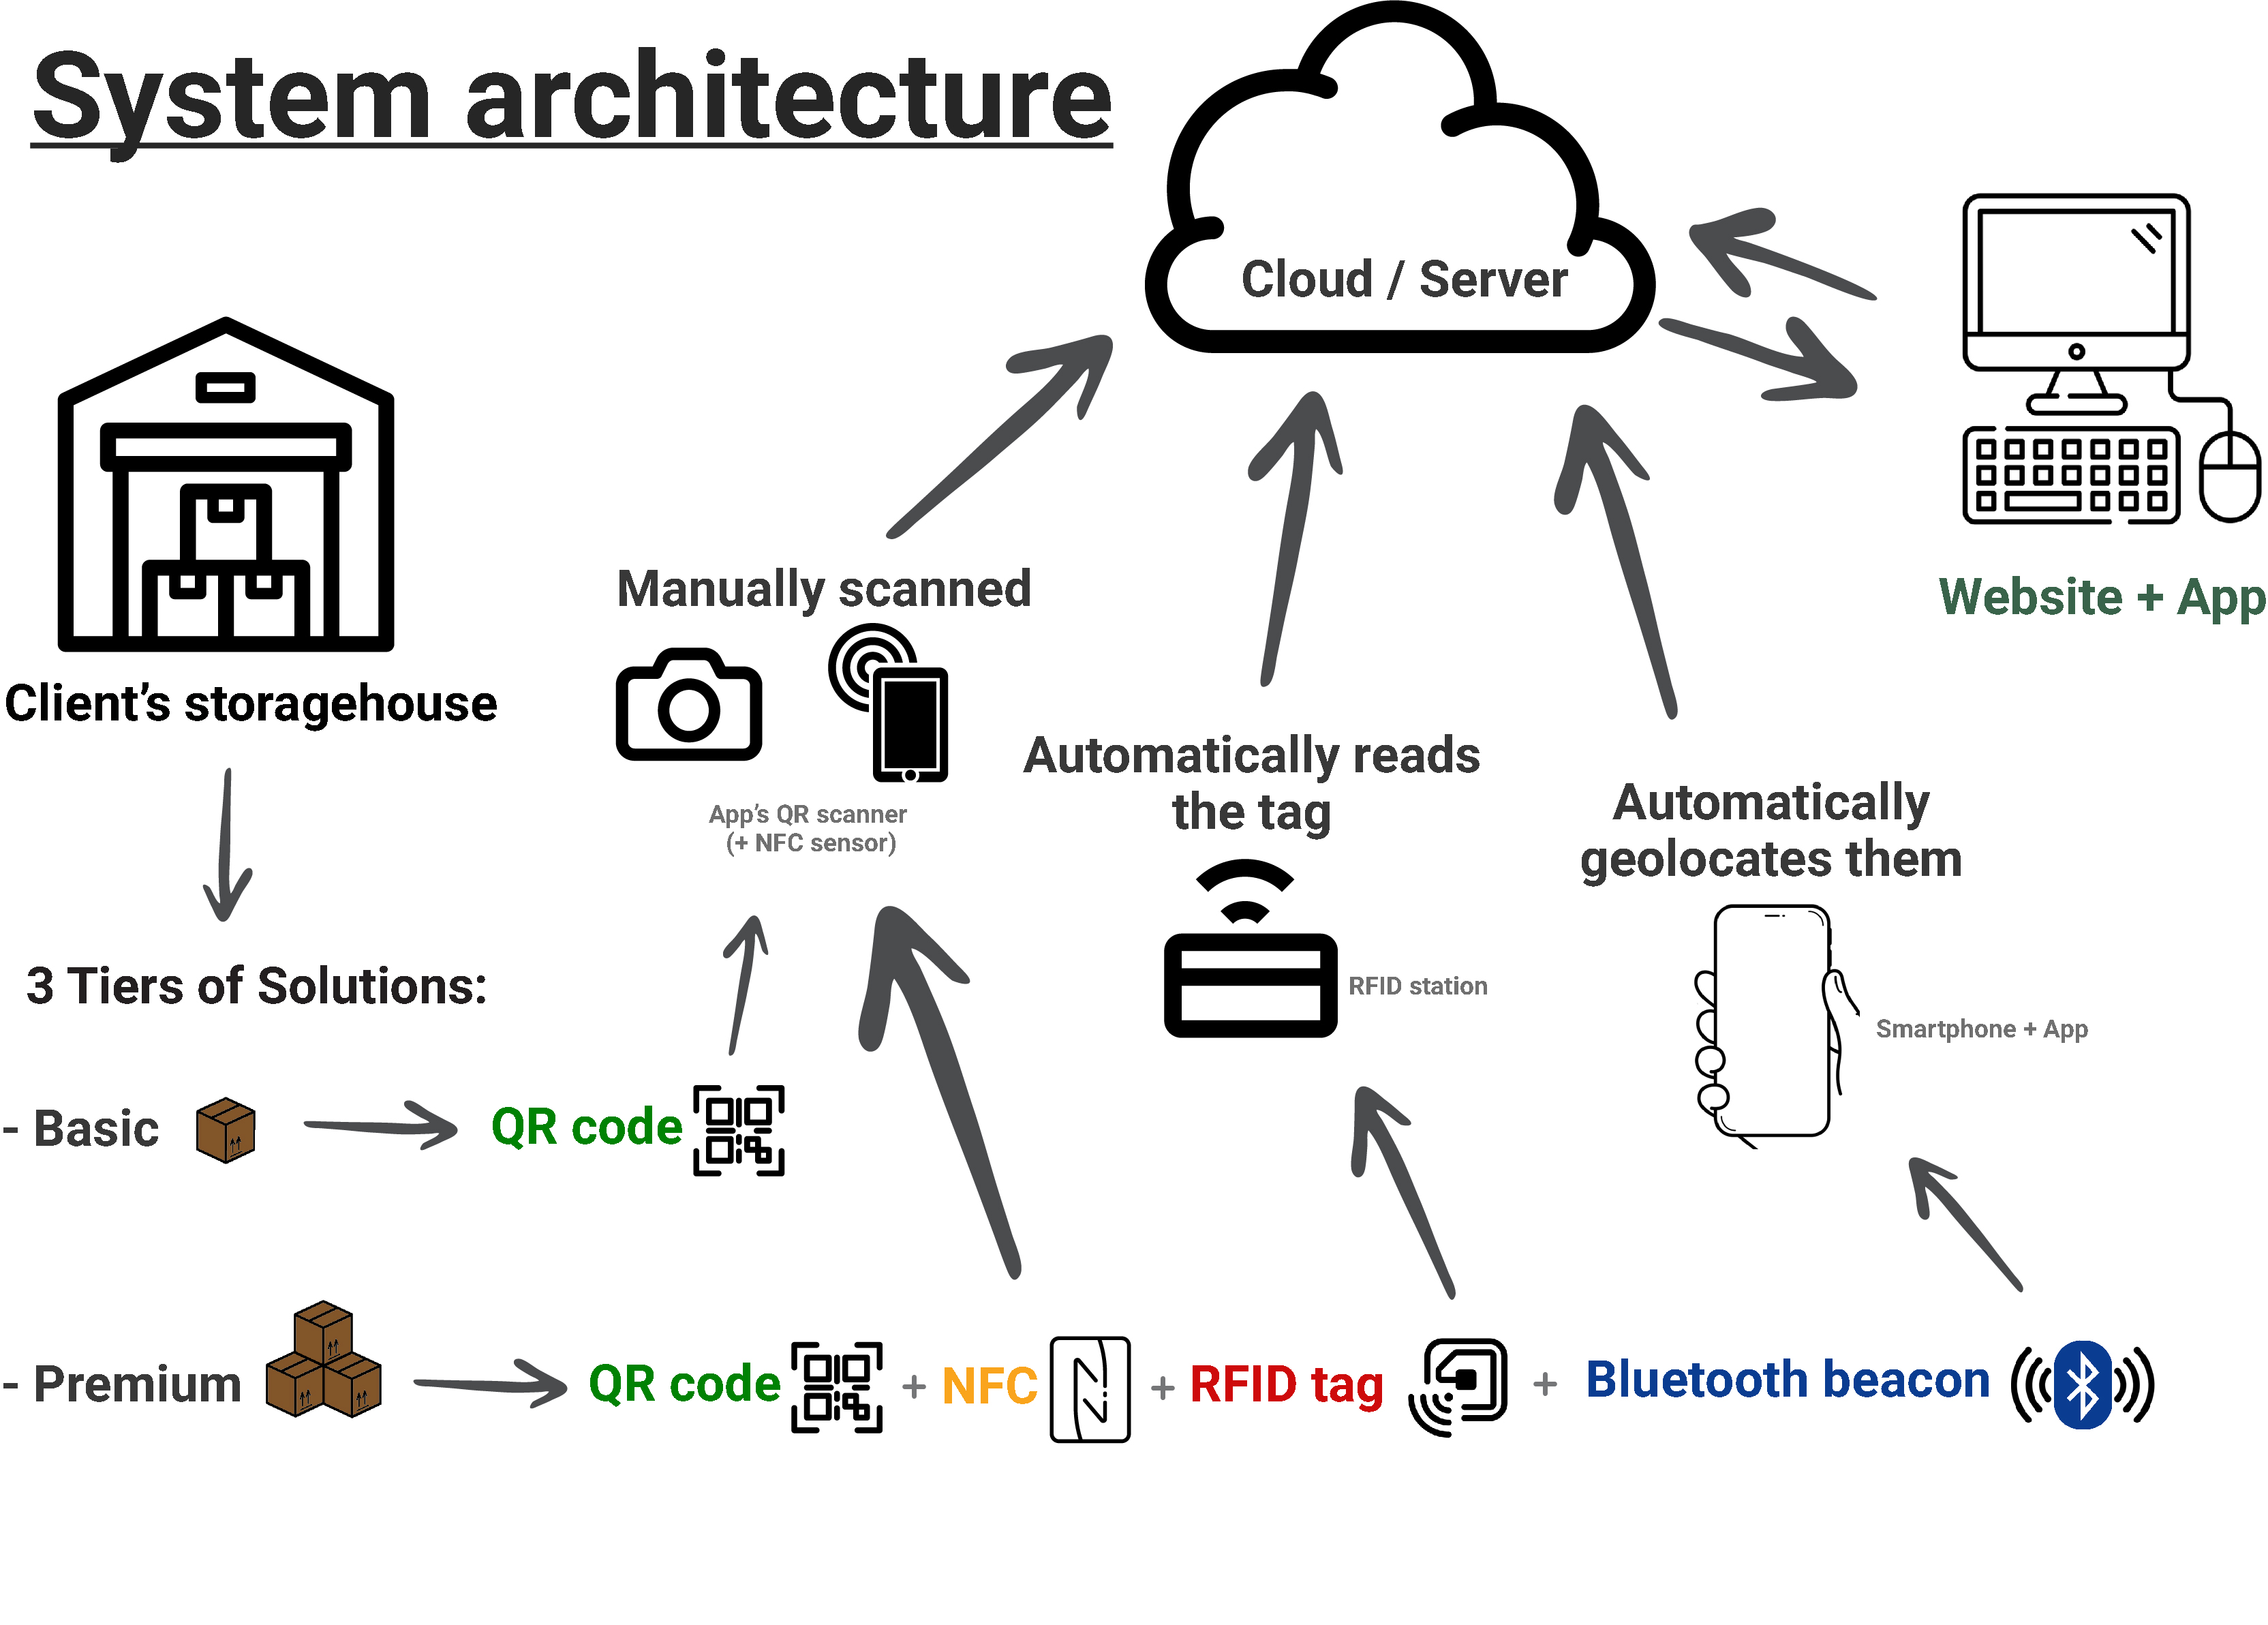 System architecture
Cloud / Server
Website + App
Client's storagehouse
Manually scanned
App's QR scanner
(+ NFC sensor)
Automatically reads
the tag
RFID station
Automatically
geolocates them
Smartphone + App
3 Tiers of Solutions:
- Basic
QR code
- Premium
QR code + NFC + RFID tag + Bluetooth beacon